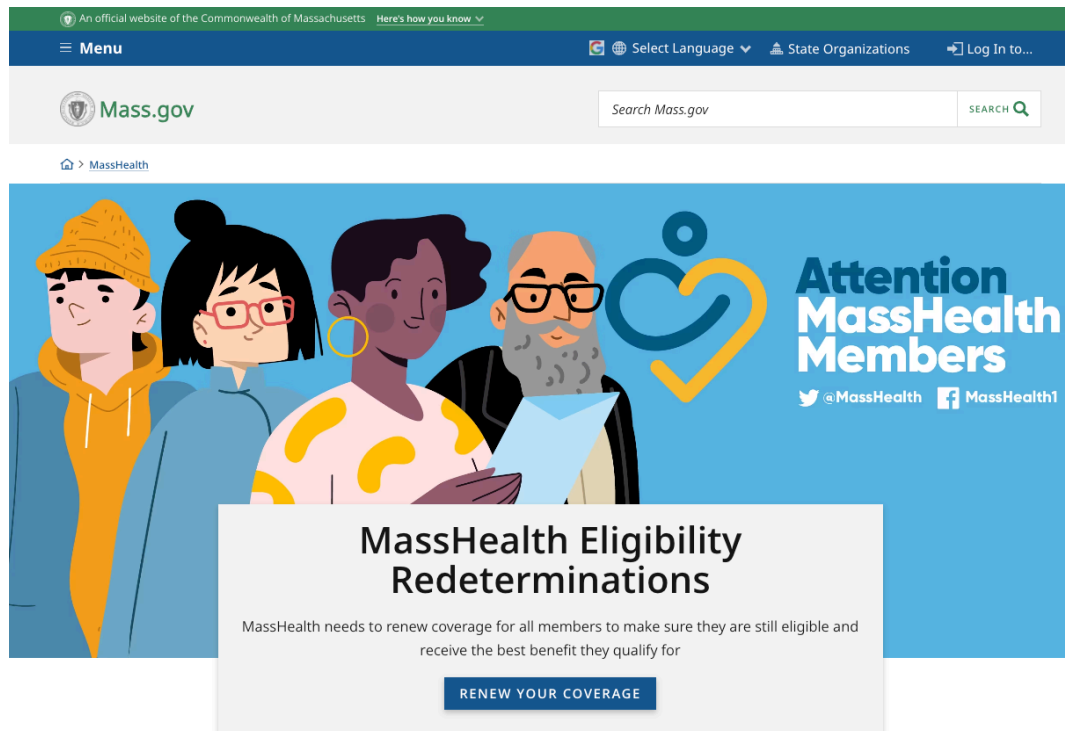 An official website of the Commonwealth of Massachusetts Here's how you know
Menu
Select Language
State Organizations
Log In to...
Mass.gov
Search Mass.gov
SEARCH
> MassHealth
Attention
MassHealth
Members
@MassHealth MassHealth1
MassHealth Eligibility
Redeterminations
MassHealth needs to renew coverage for all members to make sure they are still eligible and
receive the best benefit they qualify for
RENEW YOUR COVERAGE